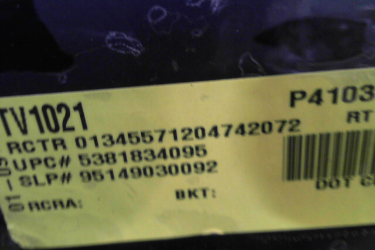 TV1021 P4103
RCTR 01345571204742072 RT
UPC# 5381834095
SLP# 95149030092
BKT: DOT C
RCRA: